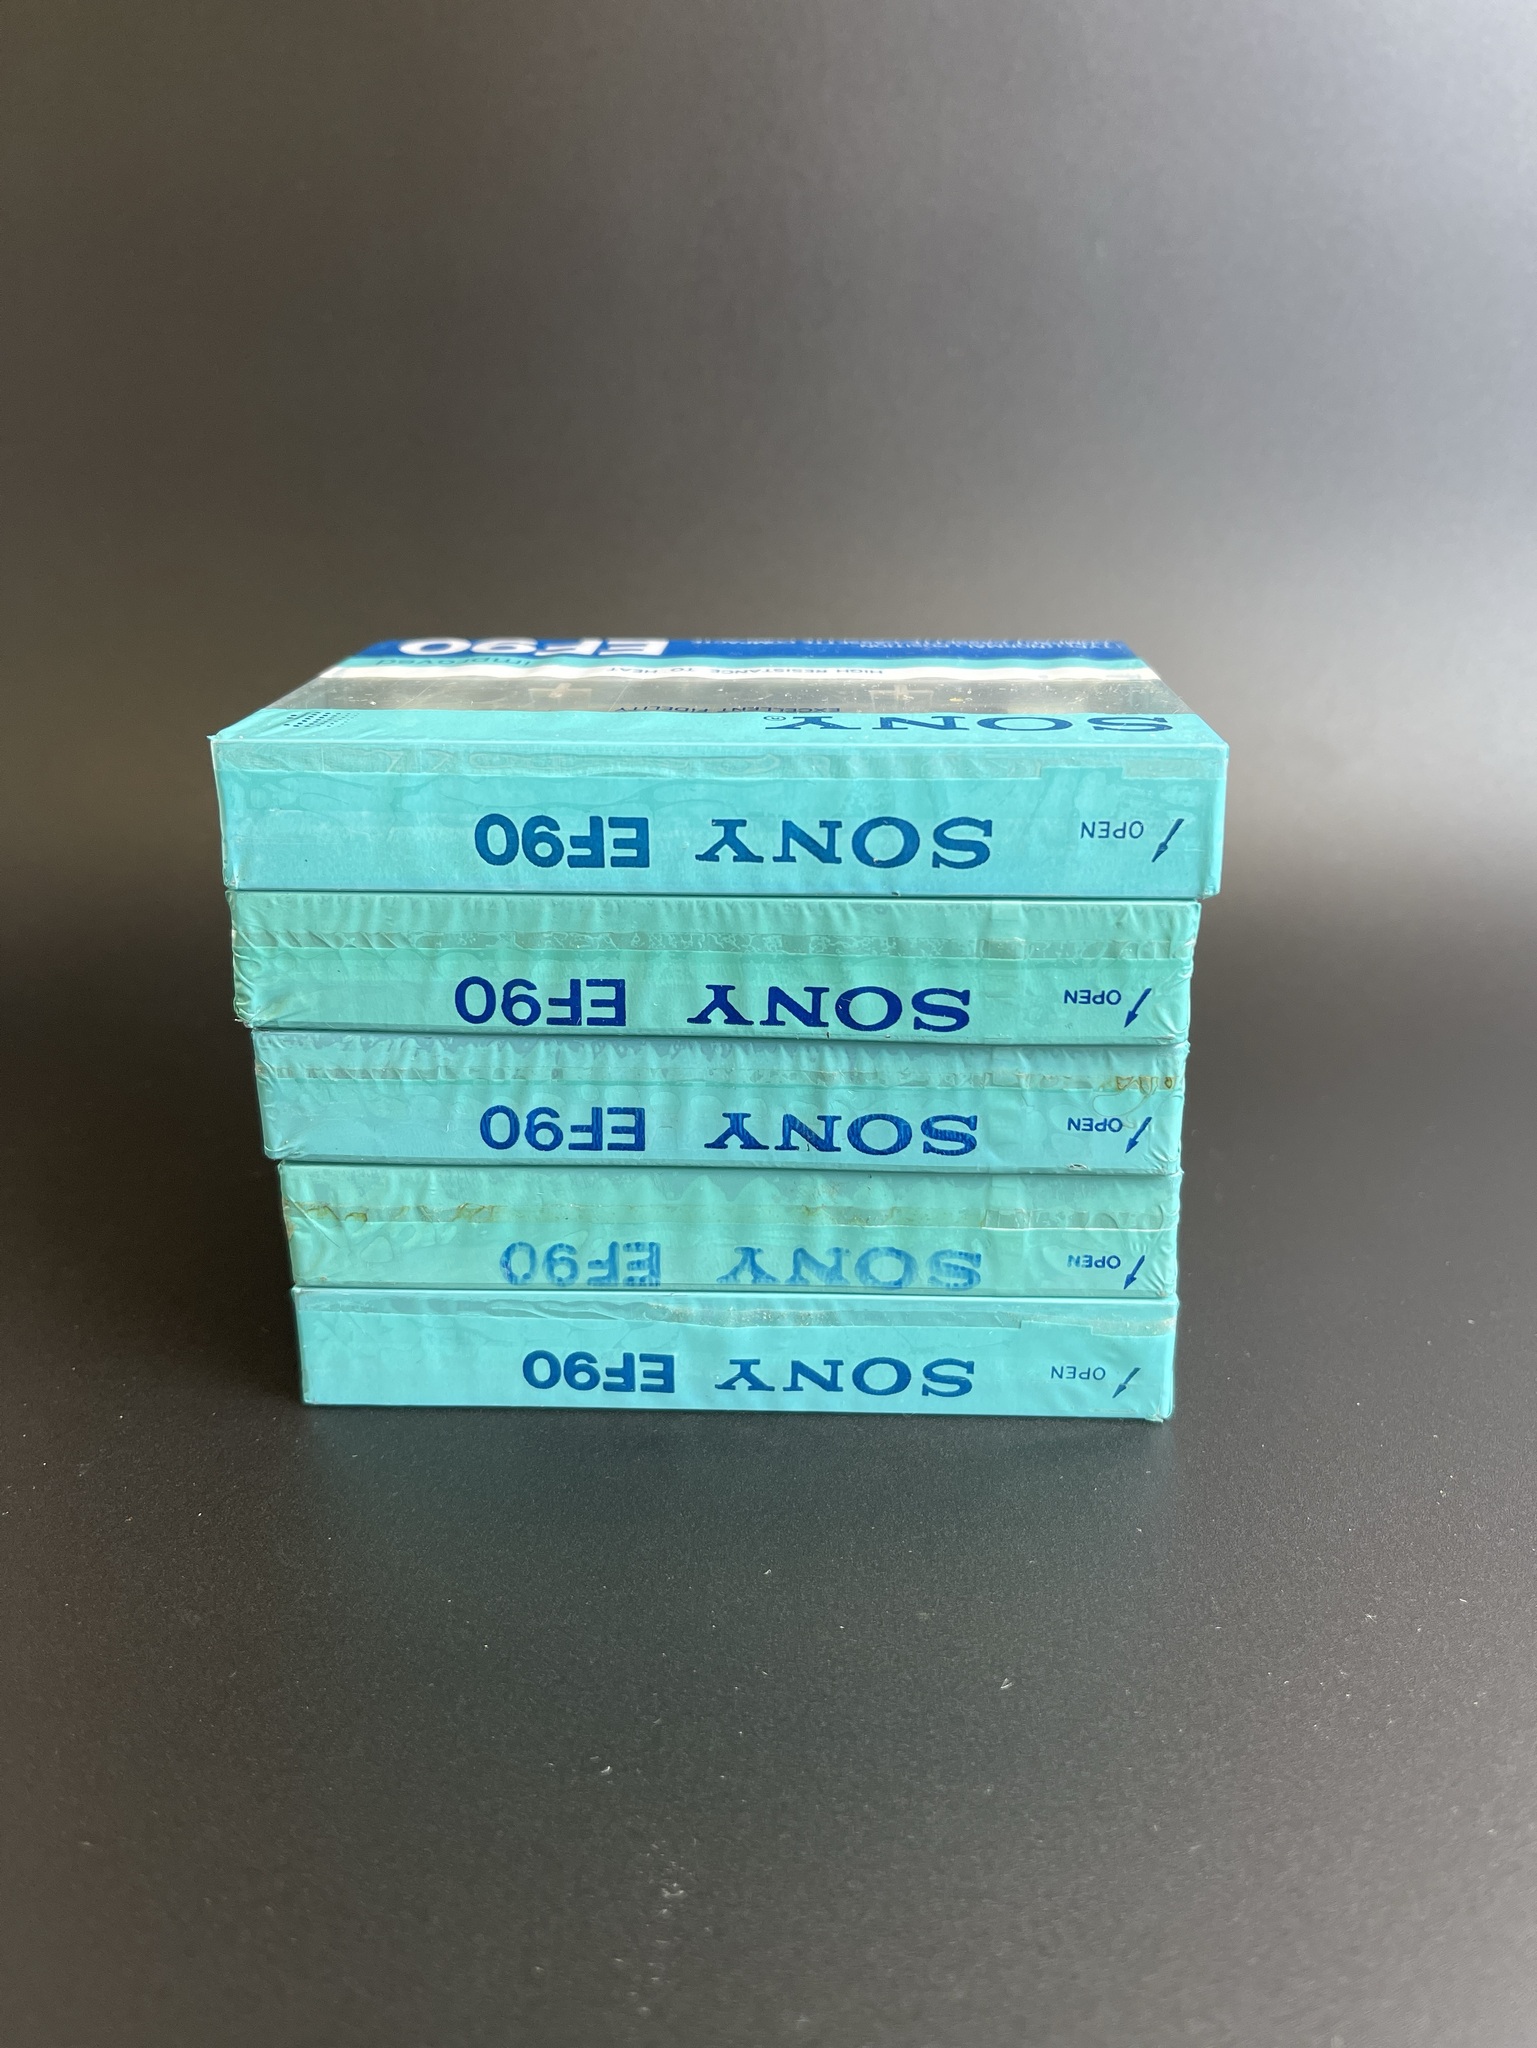 EF90
improved
HIGH RESISTANCE TO HEAT
EXCELLENT FIDELITY
SONY®
OPEN SONY EF90
OPEN SONY EF90
OPEN SONY EF90
OPEN SONY EF90
OPEN SONY EF90